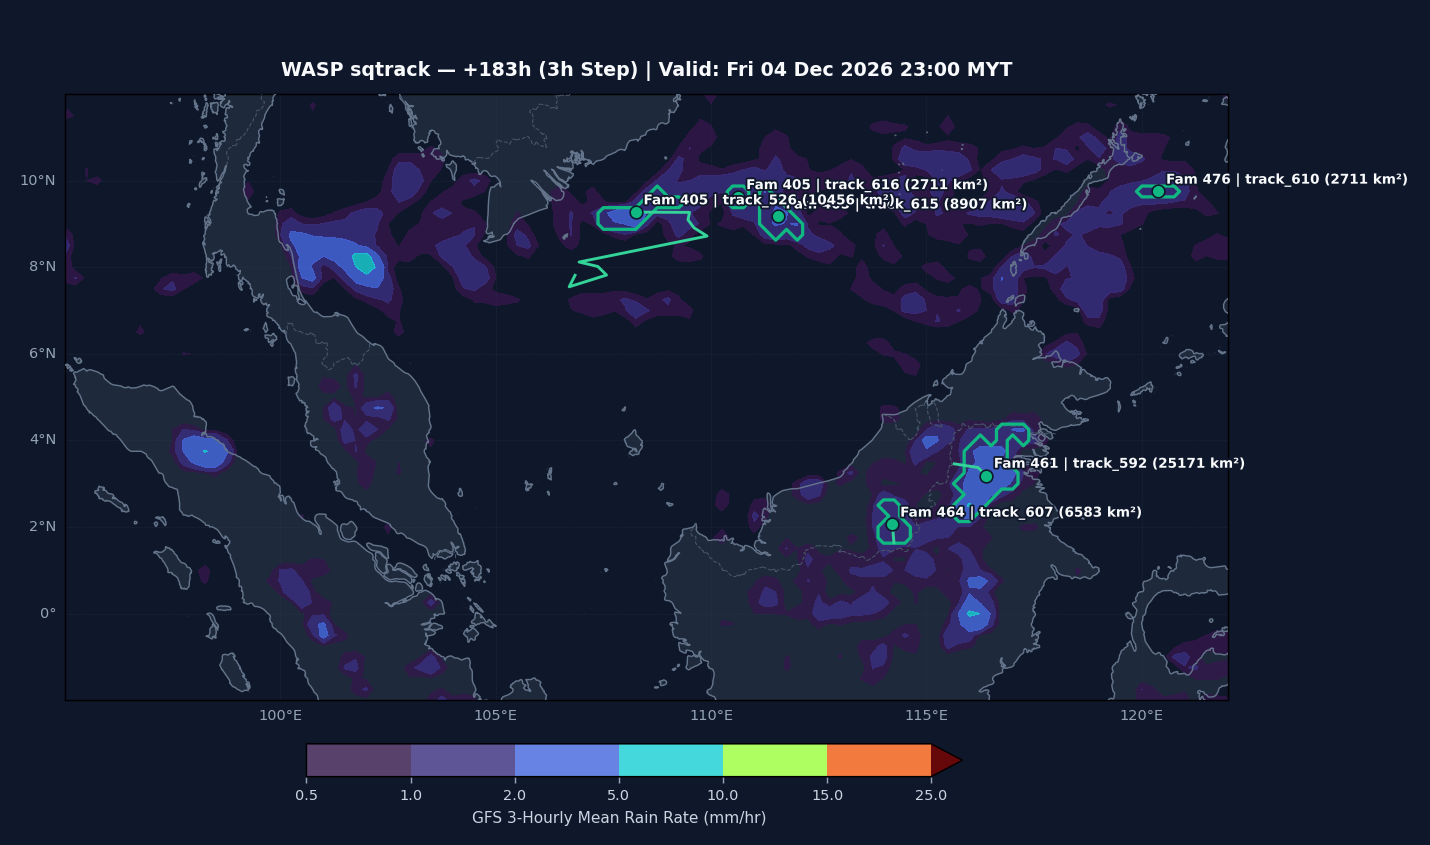 WASP sqtrack — +183h (3h Step) | Valid: Fri 04 Dec 2026 23:00 MYT
10°N
8°N
6°N
4°N
2°N
0°
Fam 476 | track_610 (2711 km²)
Fam 405 | track_616 (2711 km²)
Fam 405 | track_526 (10456 km²)
Fam 405 | track_615 (8907 km²)
Fam 461 | track_592 (25171 km²)
Fam 464 | track_607 (6583 km²)
100°E
105°E
110°E
115°E
120°E
0.5
1.0
2.0
5.0
10.0
15.0
25.0
GFS 3-Hourly Mean Rain Rate (mm/hr)